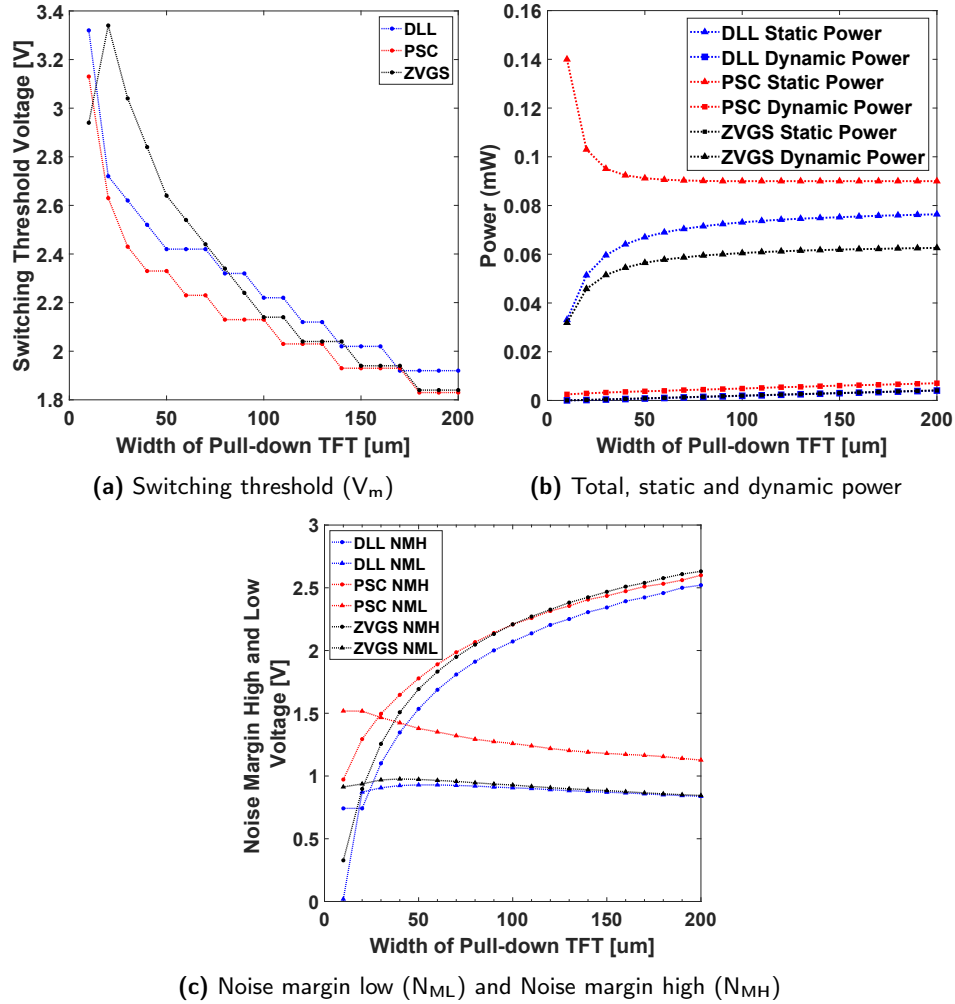 3.4
3.2
3
2.8
2.6
2.4
2.2
2
1.8
Switching Threshold Voltage [V]
DLL
PSC
ZVGS
0 50 100 150 200
Width of Pull-down TFT [um]
(a) Switching threshold (Vm)
0.16
0.14
0.12
0.1
0.08
0.06
0.04
0.02
0
Power (mW)
DLL Static Power
DLL Dynamic Power
PSC Static Power
PSC Dynamic Power
ZVGS Static Power
ZVGS Dynamic Power
0 50 100 150 200
Width of Pull-down TFT [um]
(b) Total, static and dynamic power
3
2.5
2
1.5
1
0.5
0
Noise Margin High and Low
Voltage [V]
DLL NMH
DLL NML
PSC NMH
PSC NML
ZVGS NMH
ZVGS NML
0 50 100 150 200
Width of Pull-down TFT [um]
(c) Noise margin low (NML) and Noise margin high (NMH)